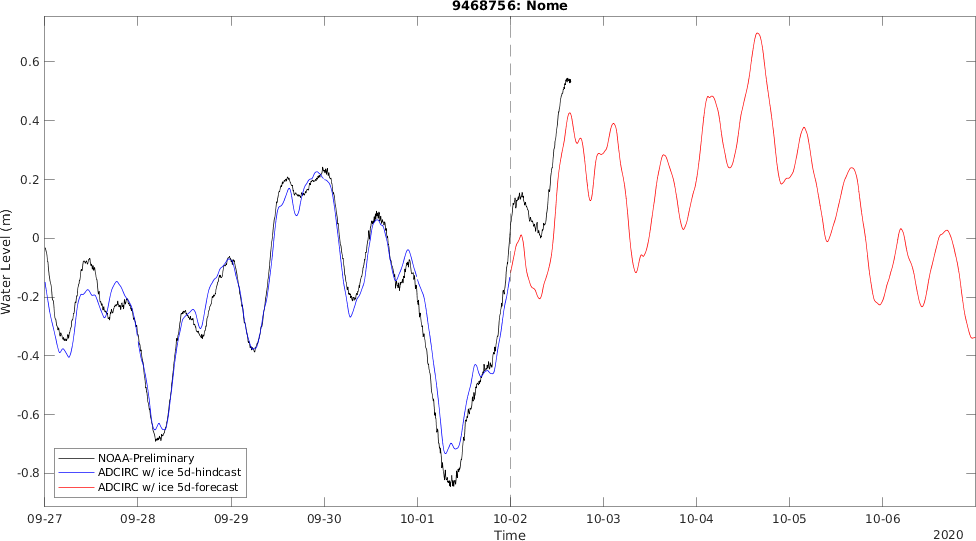 9468756: Nome
0.6
0.4
0.2
0
-0.2
-0.4
-0.6
-0.8
Water Level (m)
NOAA-Preliminary
ADCIRC w/ ice 5d-hindcast
ADCIRC w/ ice 5d-forecast
09-27 09-28 09-29 09-30 10-01 10-02 10-03 10-04 10-05 10-06
Time
2020